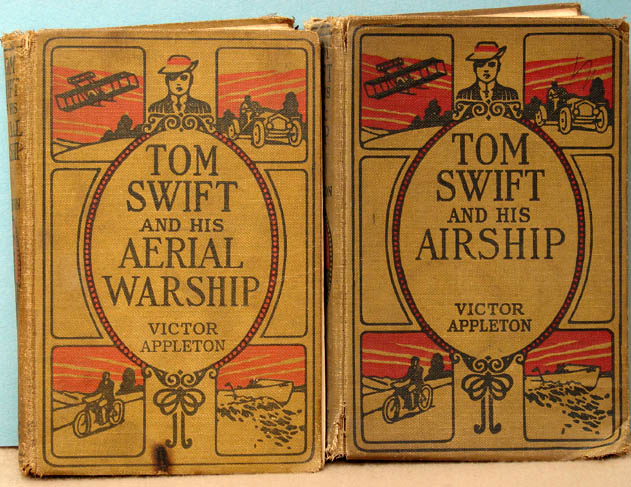 TOM
SWIFT
AND HIS
AERIAL
WARSHIP
VICTOR
APPLETON
TOM
SWIFT
AND HIS
AIRSHIP
VICTOR
APPLETON